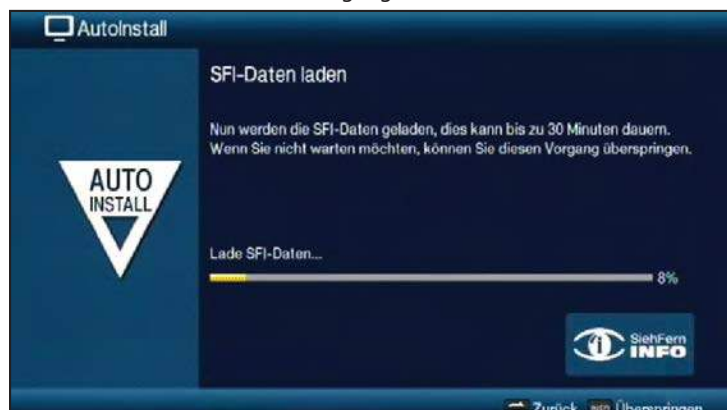 AutoInstall
SFI-Daten laden
Nun werden die SFI-Daten geladen, dies kann bis zu 30 Minuten dauern.
Wenn Sie nicht warten möchten, können Sie diesen Vorgang überspringen.
AUTO
INSTALL
Lade SFI-Daten...
8%
SiehFern
INFO
Zurück Überspringen